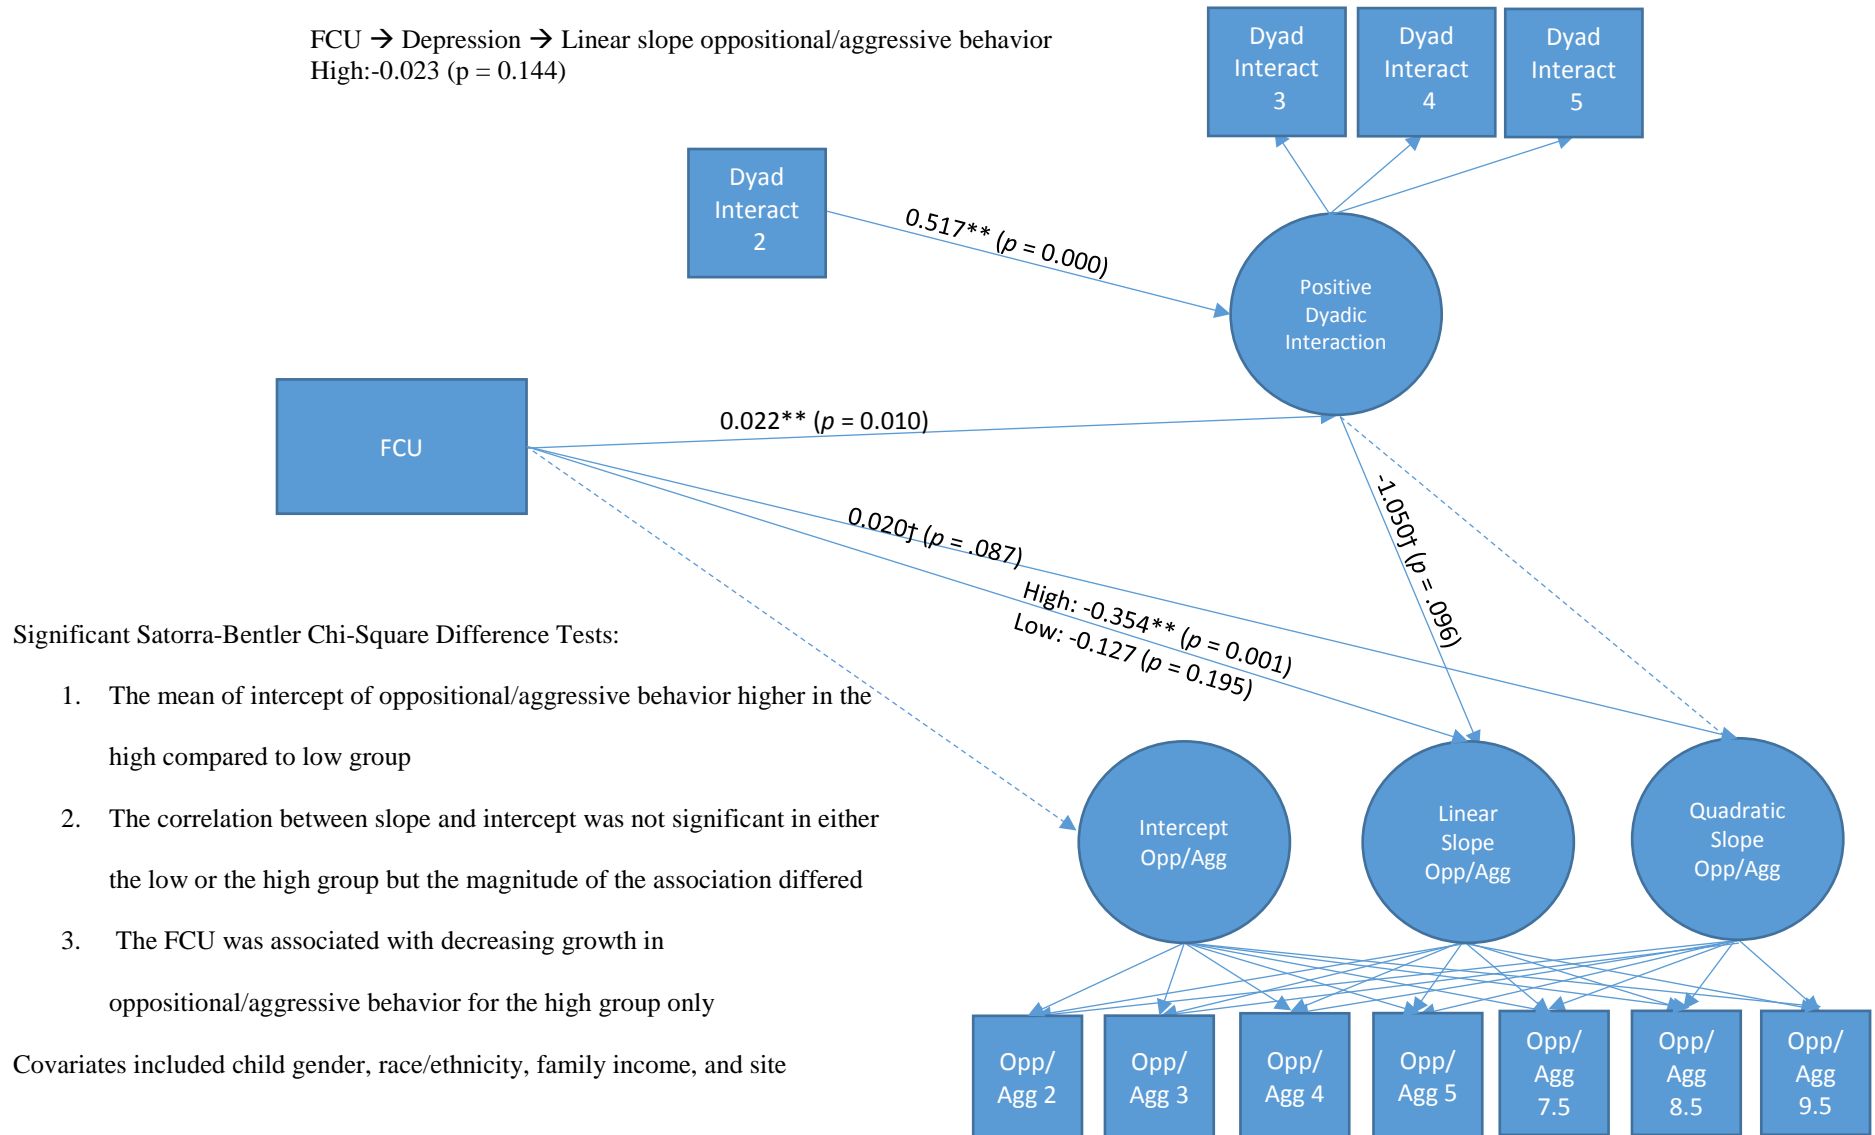 FCU → Depression → Linear slope oppositional/aggressive behavior
High:-0.023 (p = 0.144)
Dyad
Interact
3
Dyad
Interact
4
Dyad
Interact
5
Dyad
Interact
2
0.517** (p = 0.000)
Positive
Dyadic
Interaction
FCU
0.022** (p = 0.010)
0.020† (p = .087)
High: -0.354** (p = 0.001)
Low: -0.127 (p = 0.195)
-1.050† (p = .096)
Significant Satorra-Bentler Chi-Square Difference Tests:
1. The mean of intercept of oppositional/aggressive behavior higher in the
high compared to low group
2. The correlation between slope and intercept was not significant in either
the low or the high group but the magnitude of the association differed
3. The FCU was associated with decreasing growth in
oppositional/aggressive behavior for the high group only
Covariates included child gender, race/ethnicity, family income, and site
Intercept
Opp/Agg
Linear
Slope
Opp/Agg
Quadratic
Slope
Opp/Agg
Opp/
Agg 2
Opp/
Agg 3
Opp/
Agg 4
Opp/
Agg 5
Opp/
Agg
7.5
Opp/
Agg
8.5
Opp/
Agg
9.5